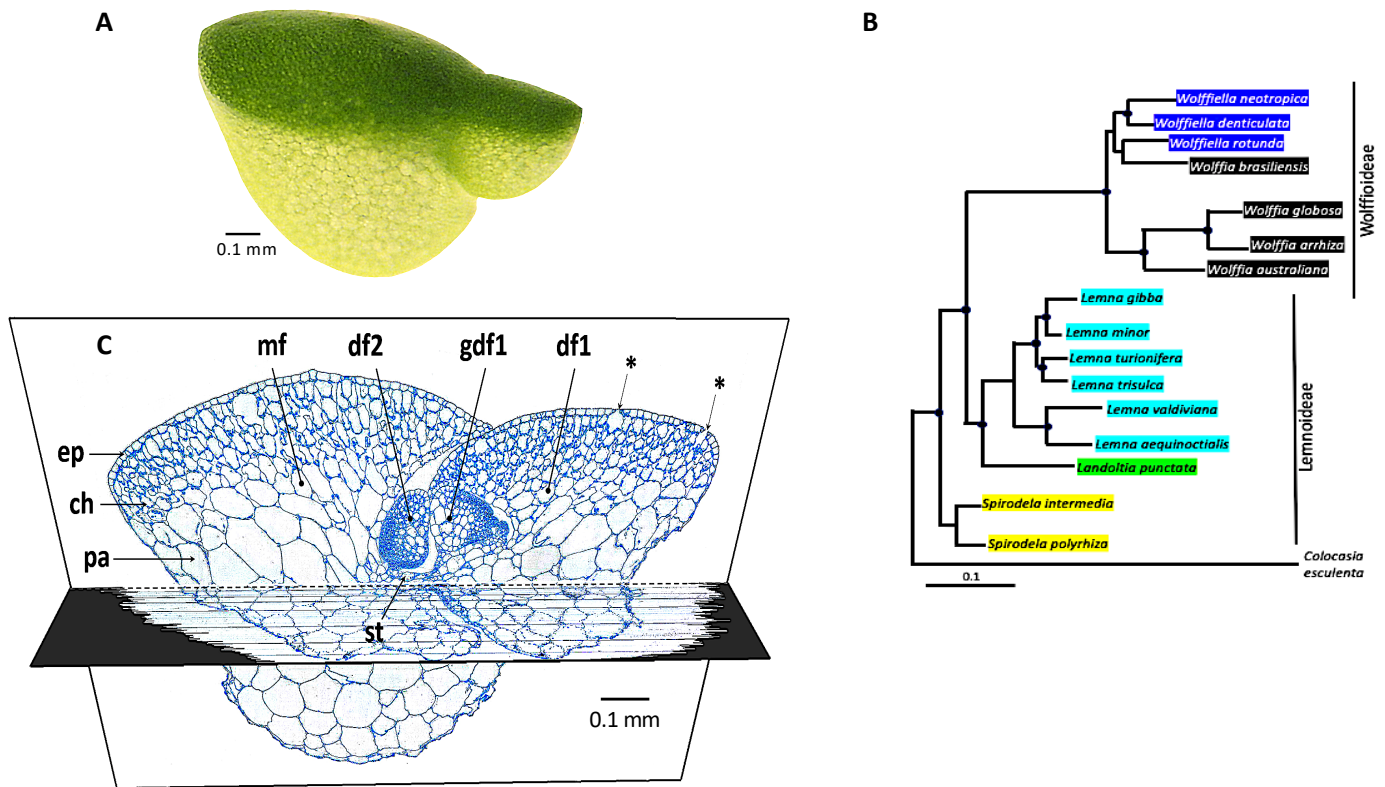 A
0.1 mm
B
Wolffiella neotropica
Wolffiella denticulata
Wolffiella rotunda
Wolffia brasiliensis
Wolffia globosa
Wolffia arrhiza
Wolffia australiana
Wolffioideae
Lemna gibba
Lemna minor
Lemna turionifera
Lemna trisulca
Lemna valdiviana
Lemna aequinoctialis
Landoltia punctata
Spirodela intermedia
Spirodela polyrhiza
Lemnoideae
Colocasia
esculenta
0.1
C
mf
df2
gdf1
df1
*
*
ep
ch
pa
st
0.1 mm